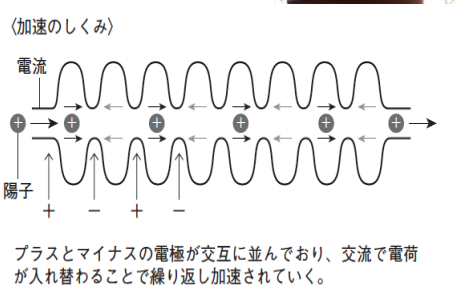 〈加速のしくみ〉
電流
+ + + + + +
陽子
+ − + −
プラスとマイナスの電極が交互に並んでおり、交流で電荷
が入れ替わることで繰り返し加速されていく。